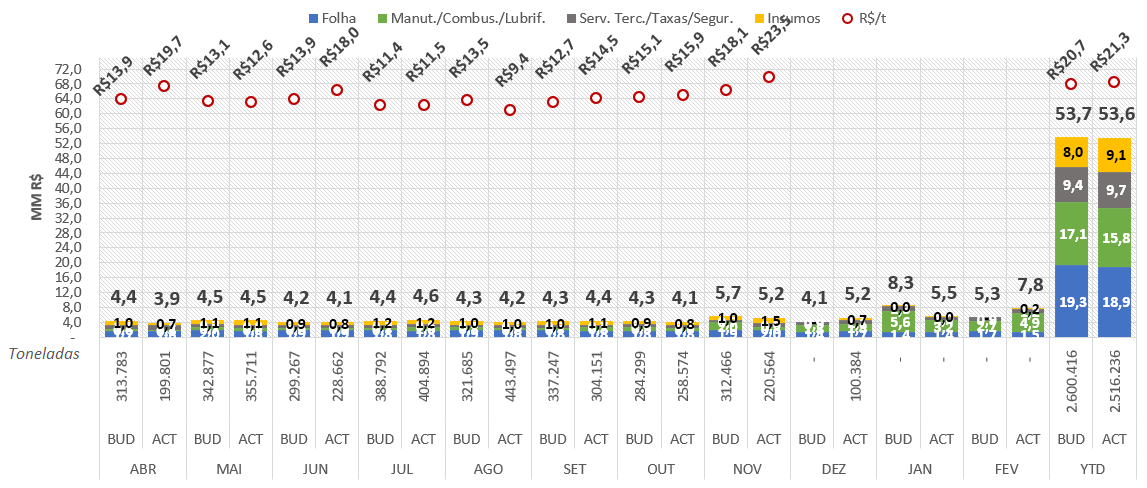 Folha Manut./Combus./Lubrif. Serv. Terc./Taxas/Segur. Insumos R$/t
R$13,9 R$19,7 R$13,1 R$12,6 R$13,9 R$18,0 R$11,4 R$11,5 R$13,5 R$9,4 R$12,7 R$14,5 R$15,1 R$15,9 R$18,1 R$23,5 R$20,7 R$21,3
MM R$
72,0
68,0
64,0
60,0
56,0
52,0
48,0
44,0
40,0
36,0
32,0
28,0
24,0
20,0
16,0
12,0
8,0
4,0
-
53,7 53,6
8,0 9,1
9,4 9,7
17,1 15,8
19,3 18,9
4,4 3,9 4,5 4,5 4,2 4,1 4,4 4,6 4,3 4,2 4,3 4,4 4,3 4,1 5,7 5,2 4,1 5,2 8,3 5,5 5,3 7,8
1,0 0,7 1,1 1,1 0,9 0,8 1,2 1,2 1,0 1,0 1,0 1,1 0,9 0,8 1,0 1,5 0,7 0,0 0,0 0,2
5,6 4,9
Toneladas
313.783 199.801 342.877 355.711 299.267 228.662 388.792 404.894 321.685 443.497 337.247 304.151 284.299 258.574 312.466 220.564 - 100.384 - - - - 2.600.416 2.516.236
BUD ACT BUD ACT BUD ACT BUD ACT BUD ACT BUD ACT BUD ACT BUD ACT BUD ACT BUD ACT BUD ACT BUD ACT
ABR MAI JUN JUL AGO SET OUT NOV DEZ JAN FEV YTD